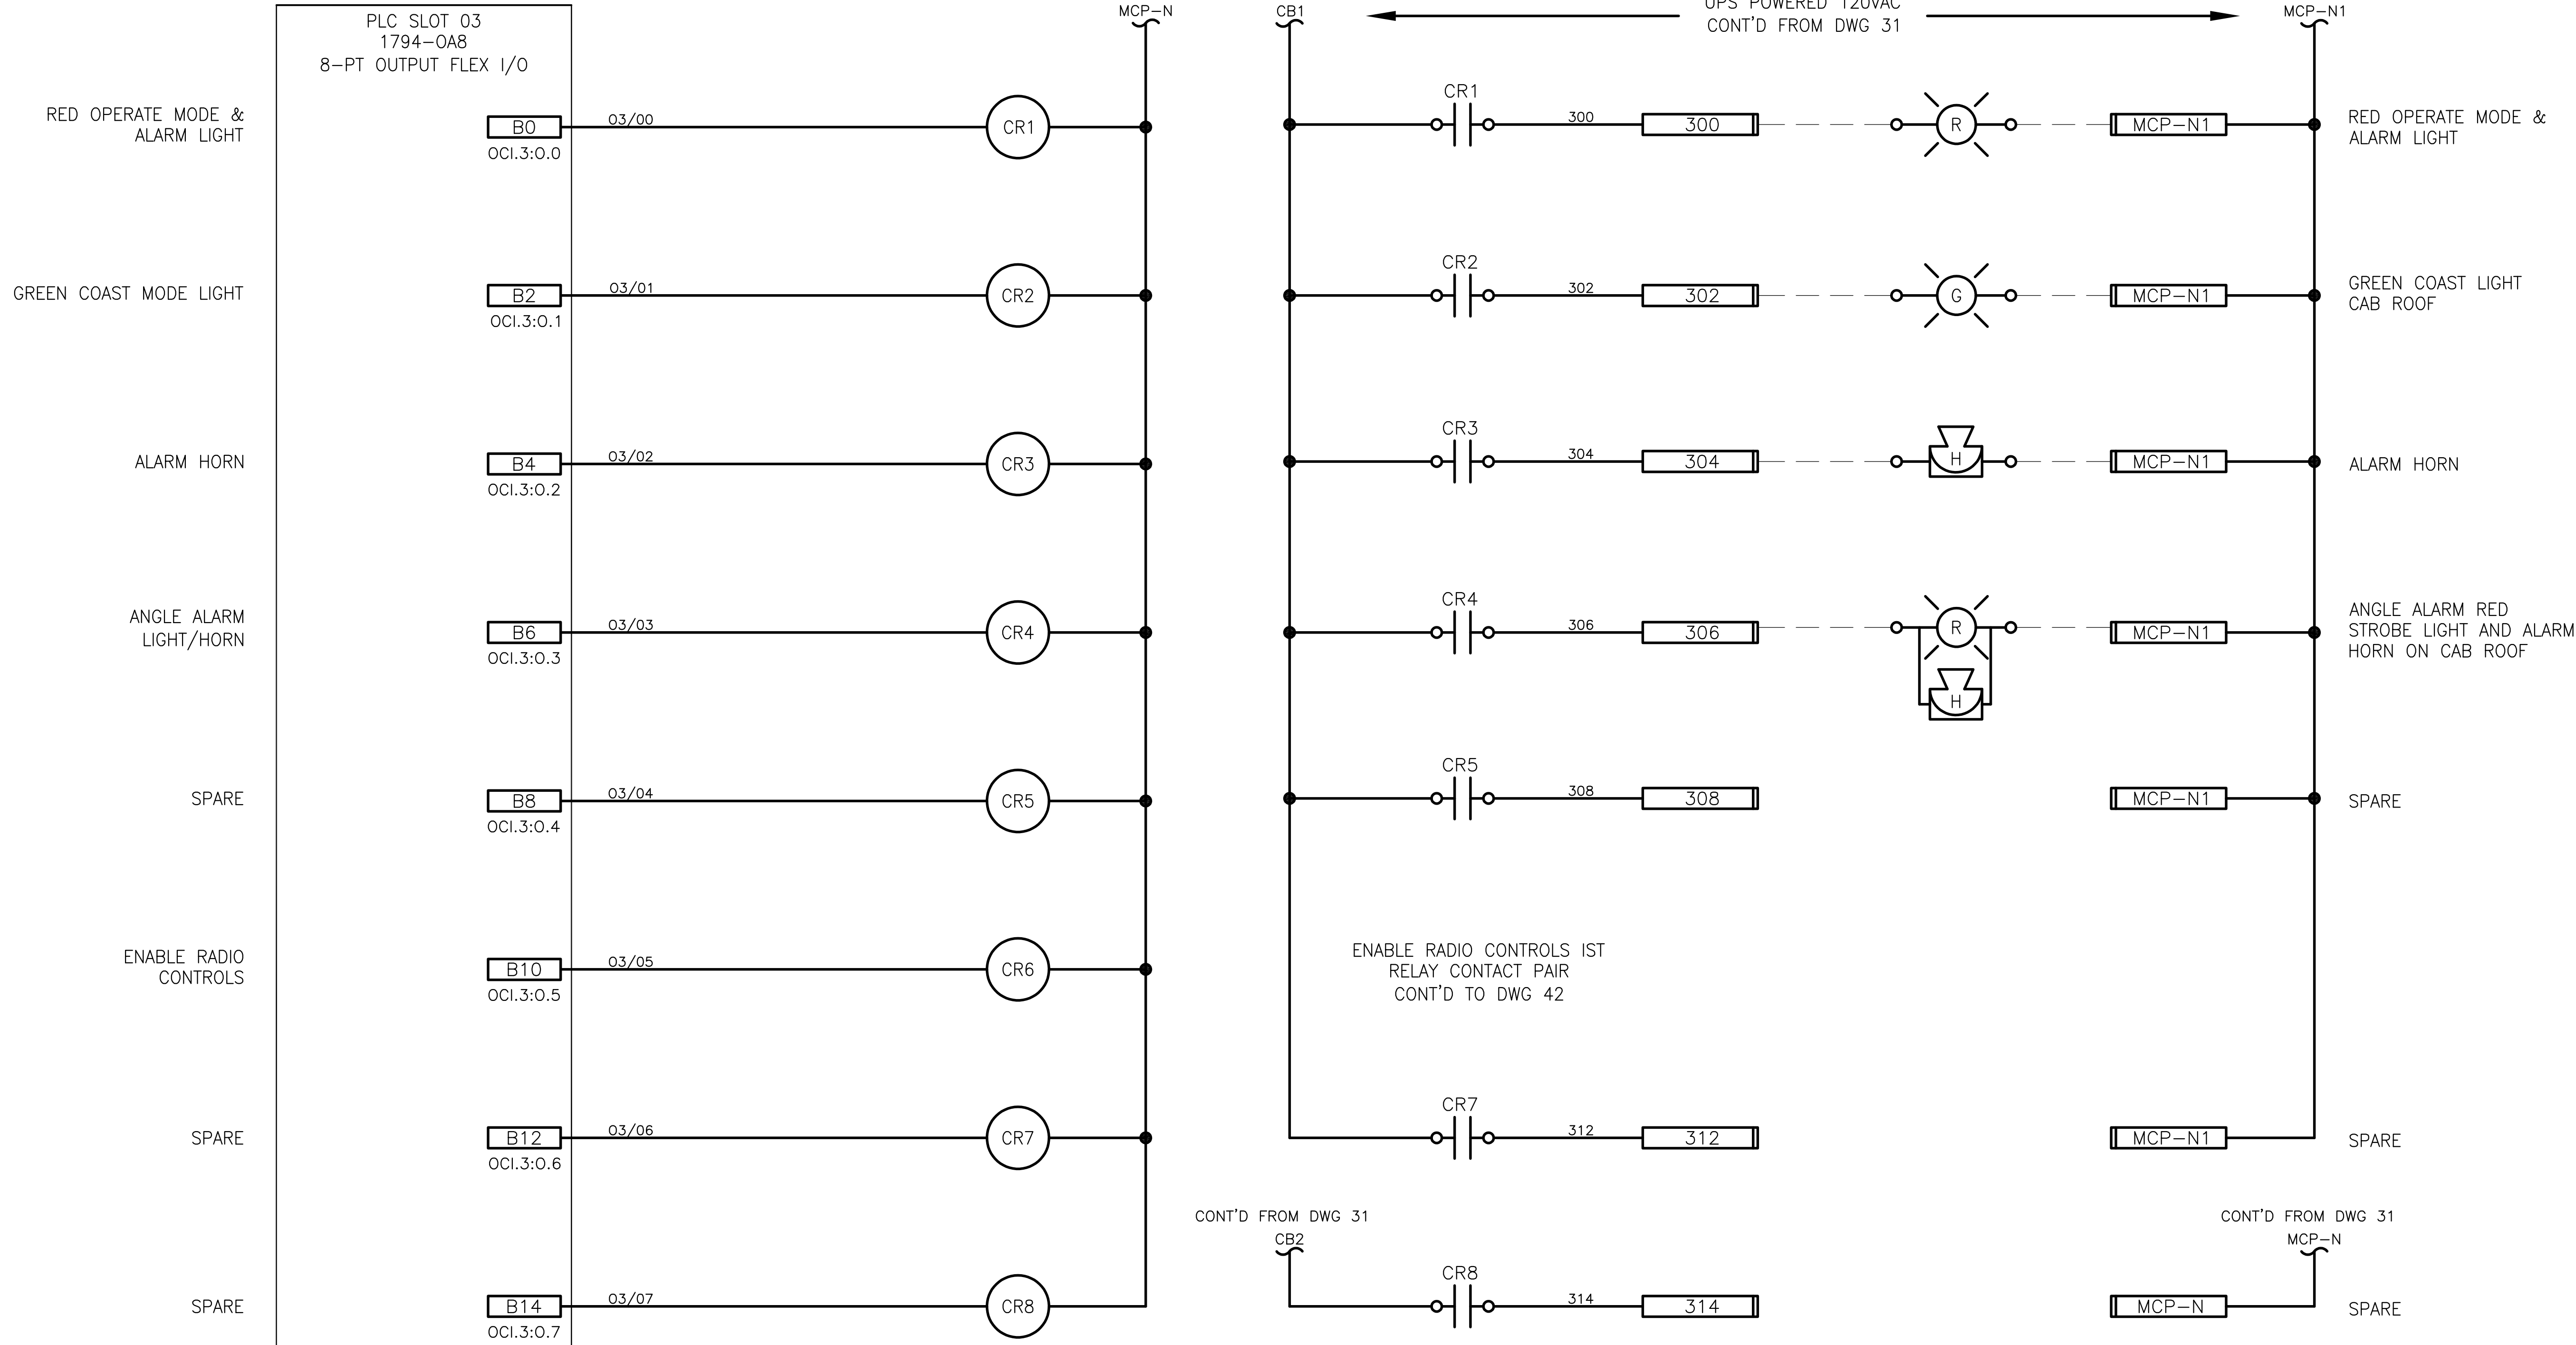 PLC SLOT 03
1794-OA8
8-PT OUTPUT FLEX I/O
MCP-N
CB1
UPS POWERED 120VAC
CONT'D FROM DWG 31
MCP-N1
RED OPERATE MODE &
ALARM LIGHT
B0
OCI.3:O.0
03/00
CR1
CR1
300
300
R
MCP-N1
RED OPERATE MODE &
ALARM LIGHT
GREEN COAST MODE LIGHT
B2
OCI.3:O.1
03/01
CR2
CR2
302
302
G
MCP-N1
GREEN COAST LIGHT
CAB ROOF
ALARM HORN
B4
OCI.3:O.2
03/02
CR3
CR3
304
304
H
MCP-N1
ALARM HORN
ANGLE ALARM
LIGHT/HORN
B6
OCI.3:O.3
03/03
CR4
CR4
306
306
R
H
MCP-N1
ANGLE ALARM RED
STROBE LIGHT AND ALARM
HORN ON CAB ROOF
SPARE
B8
OCI.3:O.4
03/04
CR5
CR5
308
308
MCP-N1
SPARE
ENABLE RADIO
CONTROLS
B10
OCI.3:O.5
03/05
CR6
ENABLE RADIO CONTROLS IST
RELAY CONTACT PAIR
CONT'D TO DWG 42
SPARE
B12
OCI.3:O.6
03/06
CR7
CR7
312
312
MCP-N1
SPARE
CONT'D FROM DWG 31
CB2
CONT'D FROM DWG 31
MCP-N
SPARE
B14
OCI.3:O.7
03/07
CR8
CR8
314
314
MCP-N
SPARE